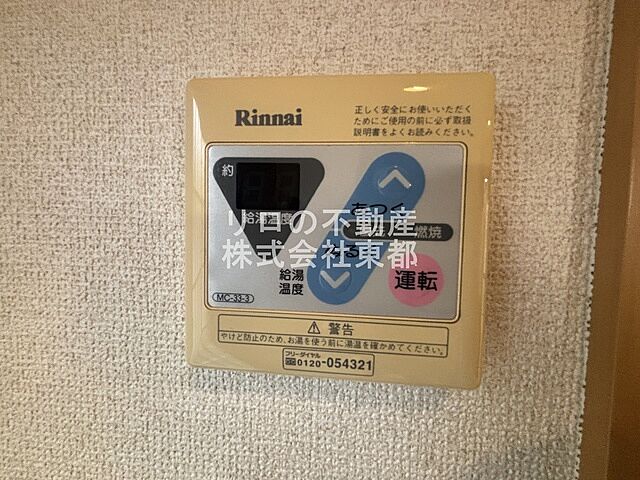 Rinnai
正しく安全にお使いいただく
ためにご使用の前に必ず取扱
説明書をよくお読みください。
約
給湯温度
あつく
燃焼
リロの不動産
株式会社東都
る
給湯
温度
運転
MC-33-3
⚠警告
やけど防止のため、お湯を使う前に湯温を確かめてください。
フリーダイヤル
0120-054321